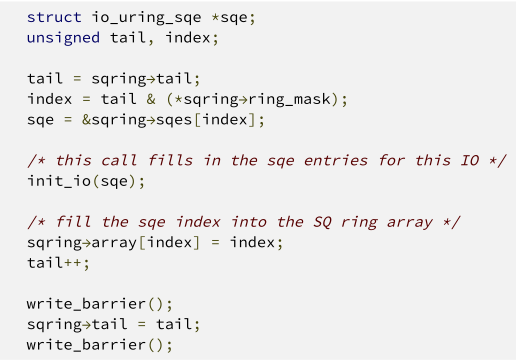 struct io_uring_sqe *sqe;
unsigned tail, index;
tail = sqring→tail;
index = tail & (*sqring→ring_mask);
sqe = &sqring→sqes[index];
/* this call fills in the sqe entries for this IO */
init_io(sqe);
/* fill the sqe index into the SQ ring array */
sqring→array[index] = index;
tail++;
write_barrier();
sqring→tail = tail;
write_barrier();